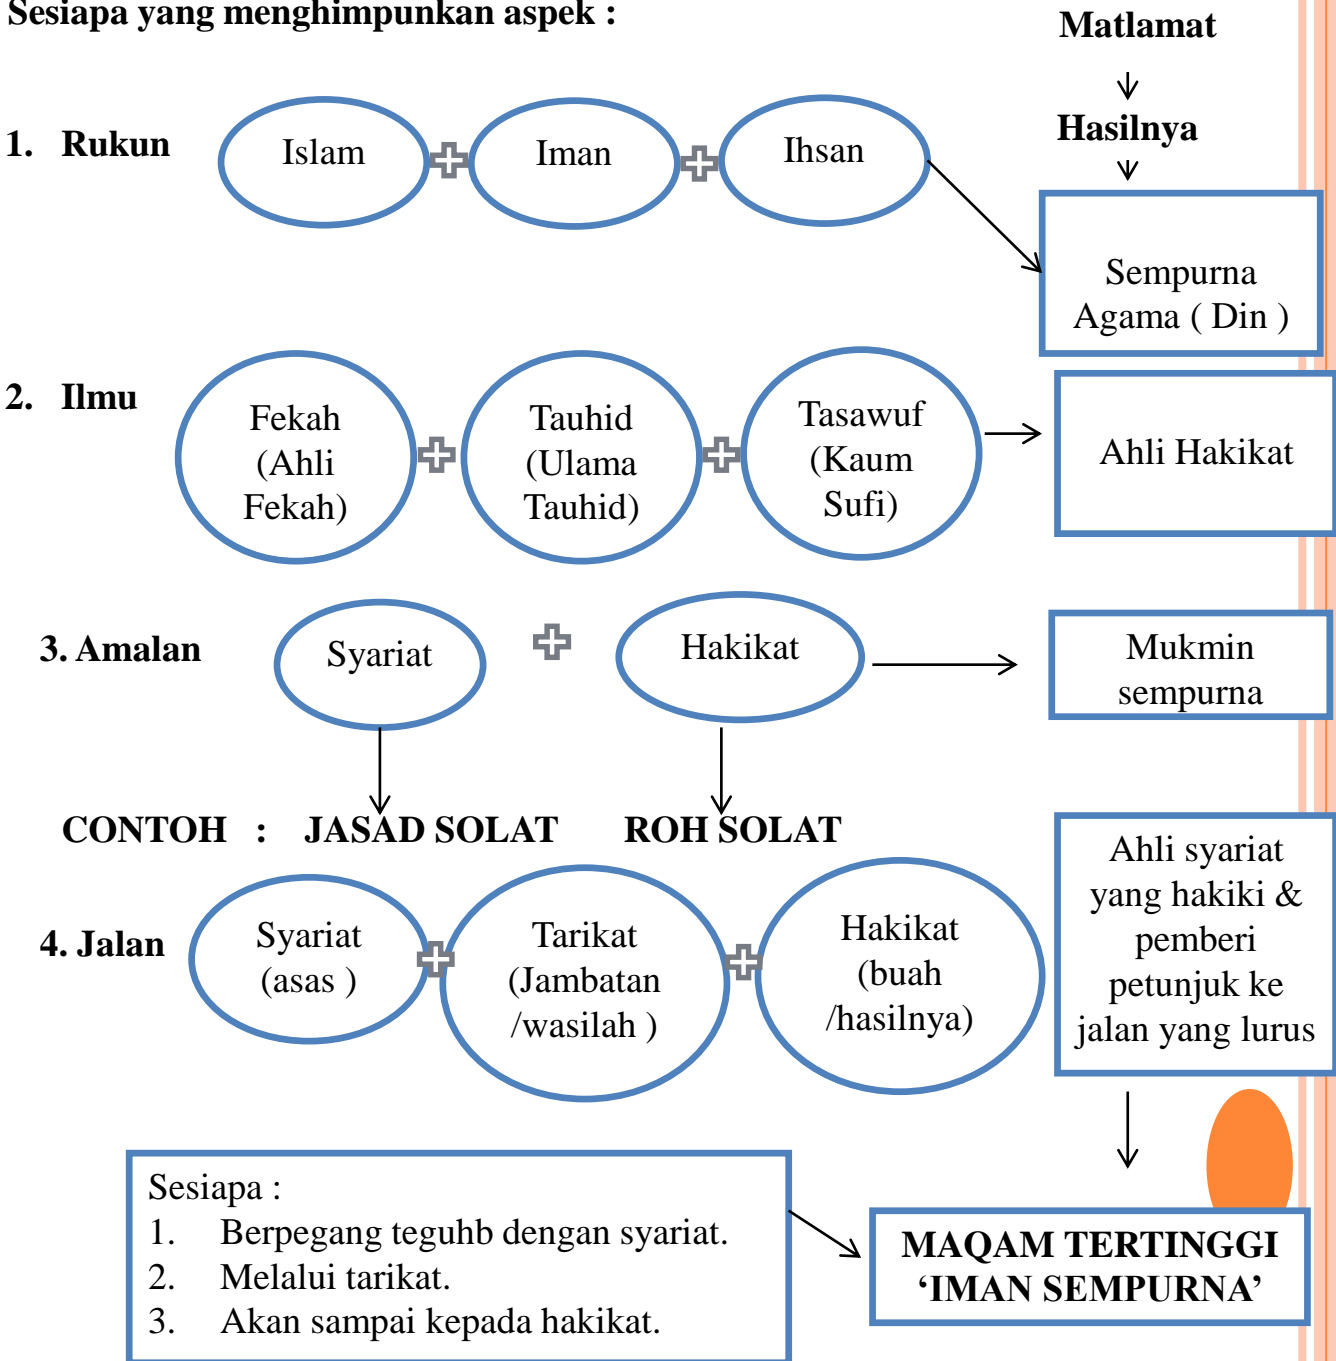 Sesiapa yang menghimpunkan aspek :
Matlamat
Hasilnya
1. Rukun
Islam
Iman
Ihsan
Sempurna
Agama ( Din )
2. Ilmu
Fekah
(Ahli
Fekah)
Tauhid
(Ulama
Tauhid)
Tasawuf
(Kaum
Sufi)
Ahli Hakikat
3. Amalan
Syariat
Hakikat
Mukmin
sempurna
CONTOH : JASAD SOLAT ROH SOLAT
4. Jalan
Syariat
(asas )
Tarikat
(Jambatan
/wasilah )
Hakikat
(buah
/hasilnya)
Ahli syariat
yang hakiki &
pemberi
petunjuk ke
jalan yang lurus
Sesiapa :
1. Berpegang teguhb dengan syariat.
2. Melalui tarikat.
3. Akan sampai kepada hakikat.
MAQAM TERTINGGI
‘IMAN SEMPURNA’